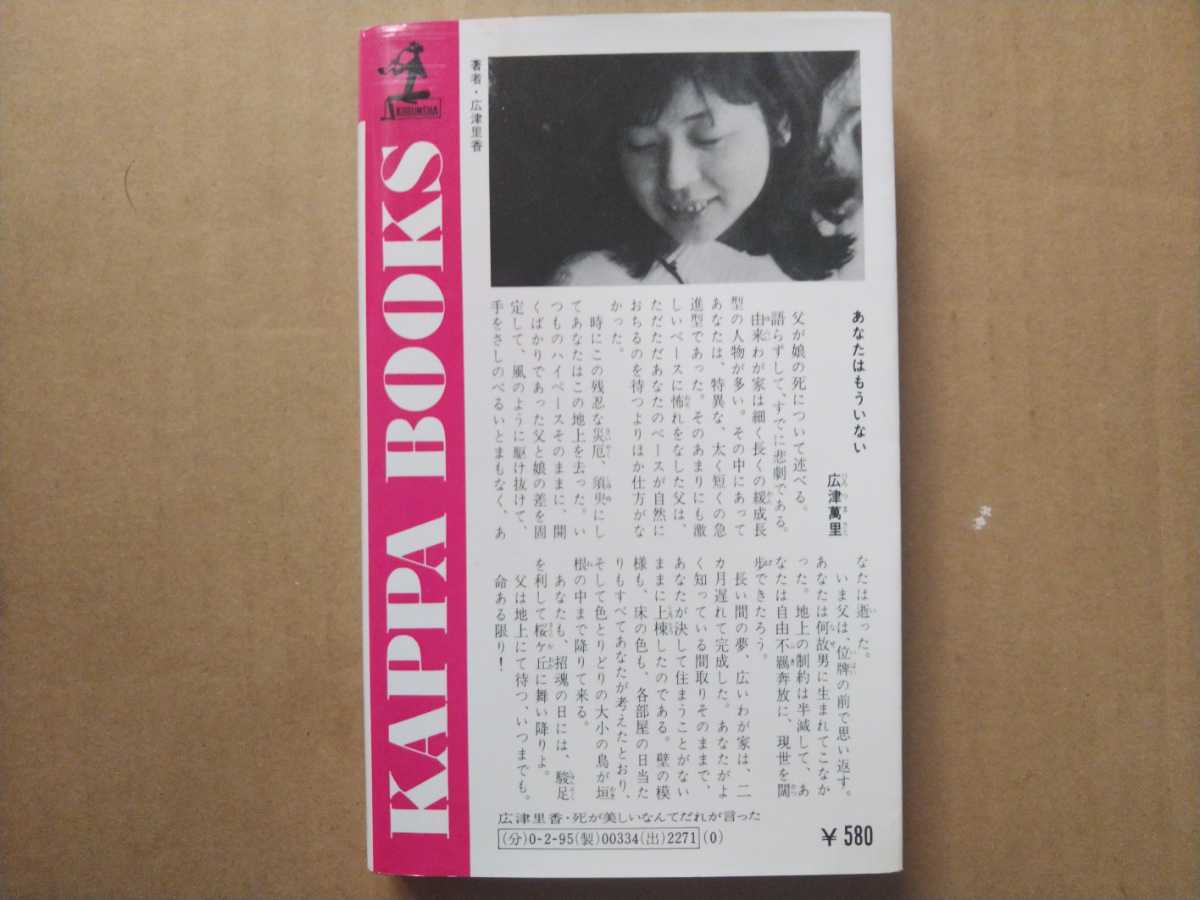 KOBUNSHA
KAPPA BOOKS
著者・広津里香
あなたはもういない
広津萬里
父が娘の死について述べる。
語らずして、すでに悲劇である。
由来わが家は細く長くの緩成長
型の人物が多い。その中にあって
あなたは、特異な、太く短くの急
進型であった。そのあまりにも激
しいペースに怖れをなした父は、
ただただあなたのペースが自然に
おちるのを待つよりほか仕方がな
かった。
時にこの残忍な災厄、須臾にし
てあなたはこの地上を去った。い
つものハイペースそのままに、開
くばかりであった父と娘の差を固
定して、風のように駆け抜けて、
手をさしのべるいとまもなく、あ
なたは逝った。
いま父は、位牌の前で思い返す。
あなたは何故男に生まれてこなか
った。地上の制約は半減して、あ
なたは自由不羈奔放に、現世を闊
歩できたろう。
長い間の夢、広いわが家は、二
カ月遅れて完成した。あなたがよ
く知っている間取りそのままで、
あなたが決して住まうことがない
ままに上棟したのである。壁の模
様も、床の色も、各部屋の日当た
りもすべてあなたが考えたとおり、
そして色とりどりの大小の鳥が垣
根の中まで降りて来る。
あなたも、招魂の日には、駿足
を利して桜ヶ丘に舞い降りよ。
父は地上にて待つ、いつまでも。
命ある限り！
広津里香・死が美しいなんてだれが言った
(分)0-2-95(製)00334(出)2271(0)
￥580